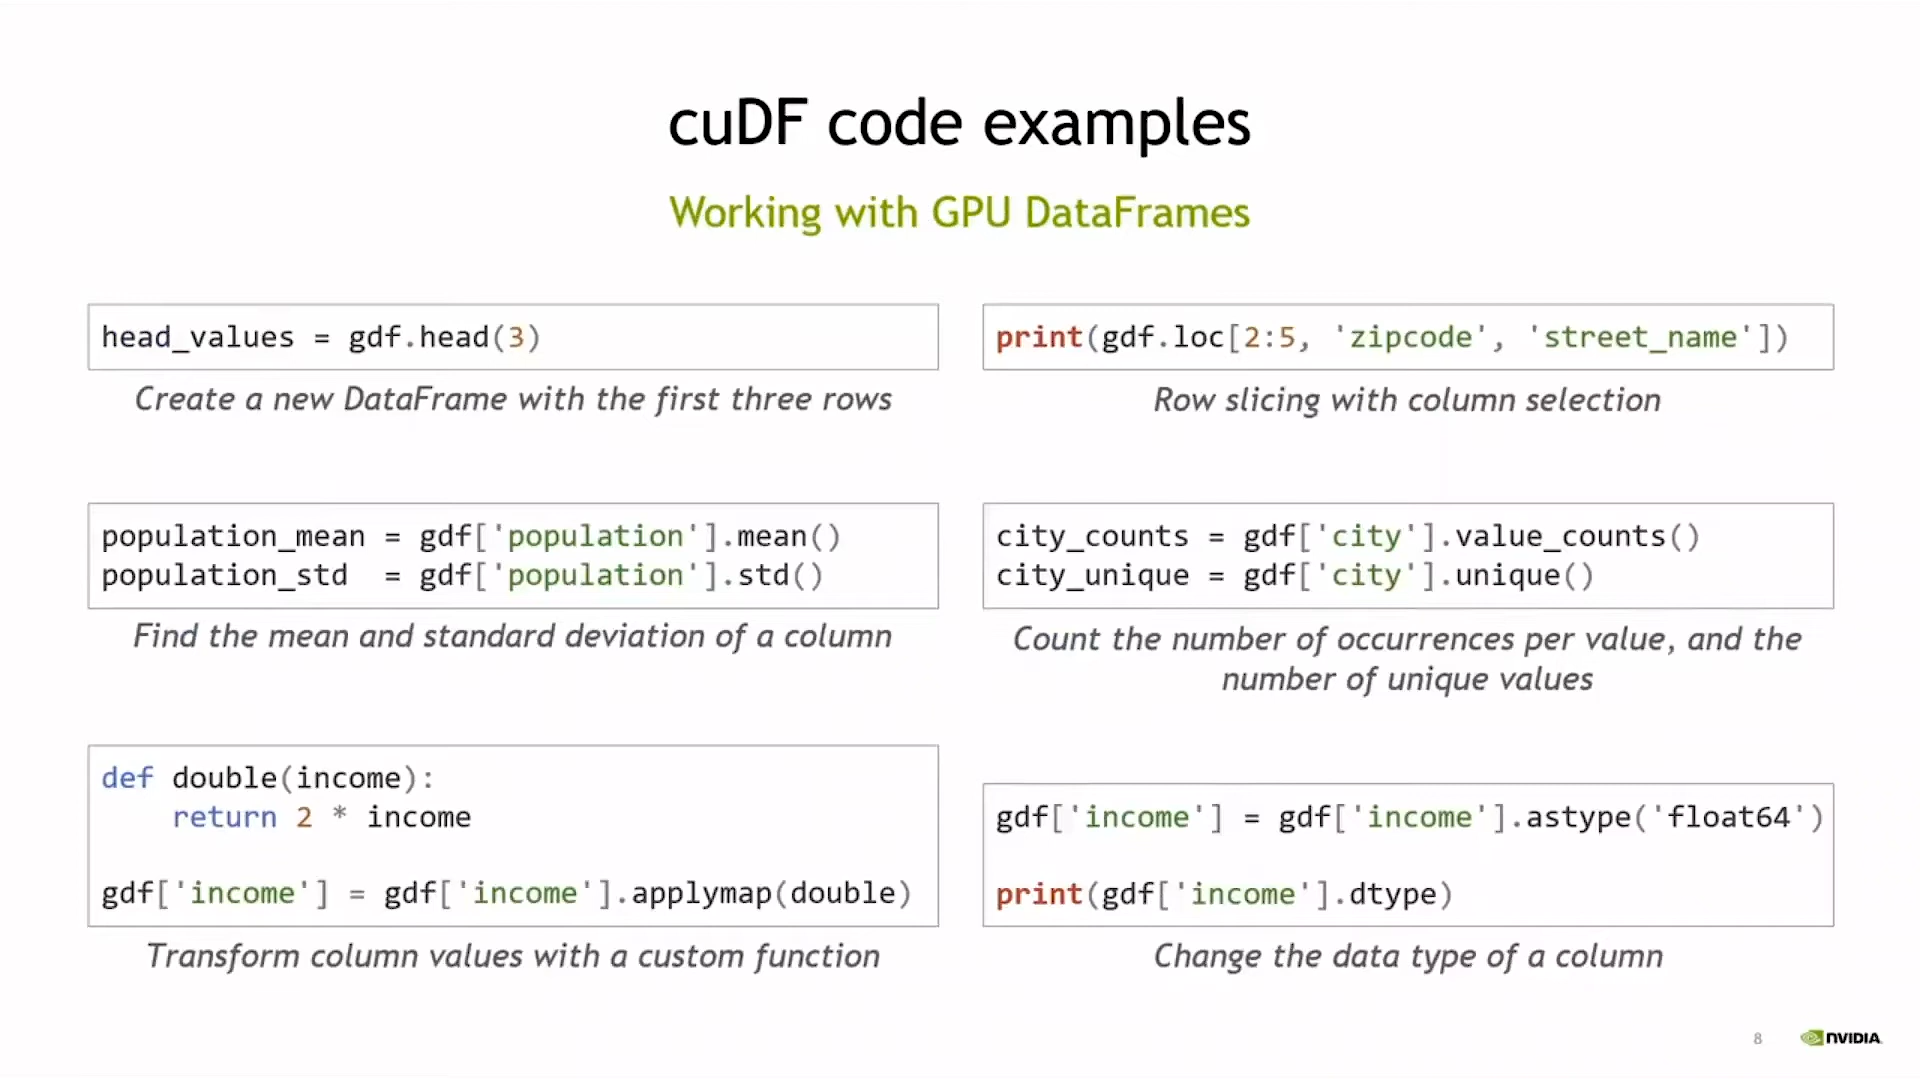 cuDF code examples
Working with GPU DataFrames
head_values = gdf.head(3)
Create a new DataFrame with the first three rows
print(gdf.loc[2:5, 'zipcode', 'street_name'])
Row slicing with column selection
population_mean = gdf['population'].mean()
population_std  = gdf['population'].std()
Find the mean and standard deviation of a column
city_counts = gdf['city'].value_counts()
city_unique = gdf['city'].unique()
Count the number of occurrences per value, and the
number of unique values
def double(income):
    return 2 * income
gdf['income'] = gdf['income'].applymap(double)
Transform column values with a custom function
gdf['income'] = gdf['income'].astype('float64')
print(gdf['income'].dtype)
Change the data type of a column
8
NVIDIA